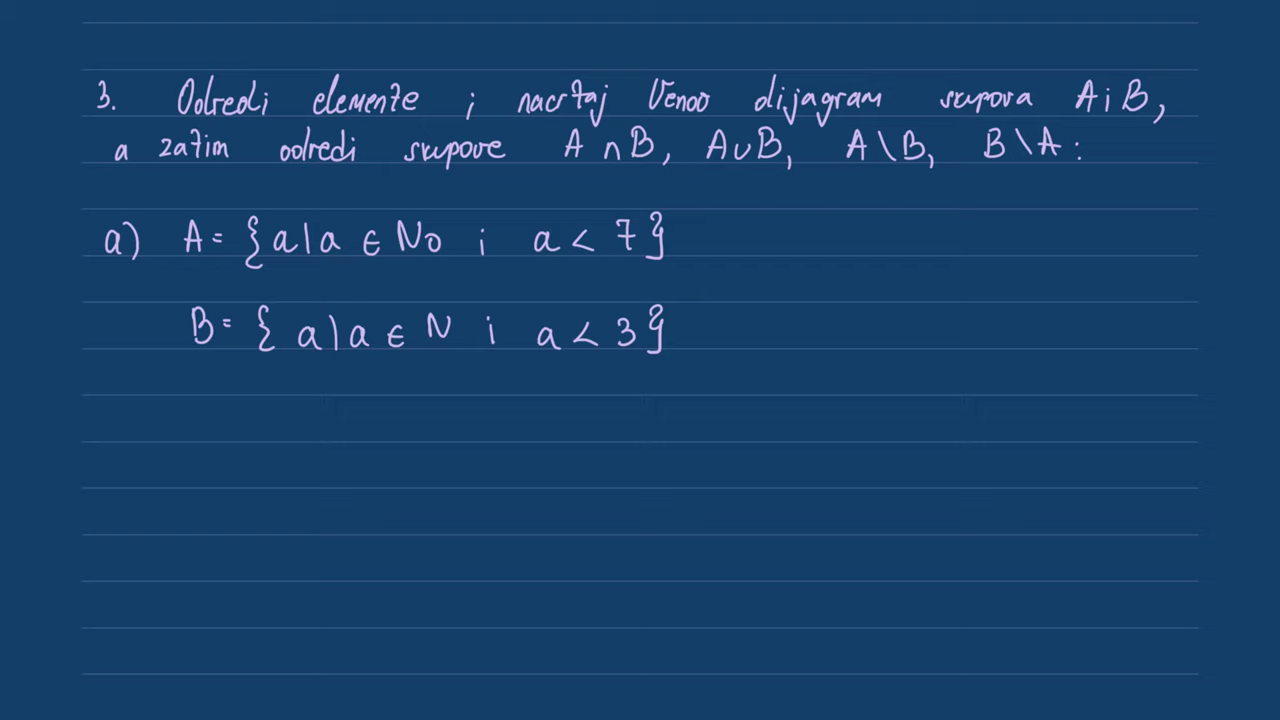 3. Odredi elemente i nacrtaj Venov dijagram skupova A i B,
a zatim odredi skupove A ∩ B, A ∪ B, A \ B, B \ A :
a) A = { a | a ∈ N₀ i a < 7 }
B = { a | a ∈ N i a < 3 }